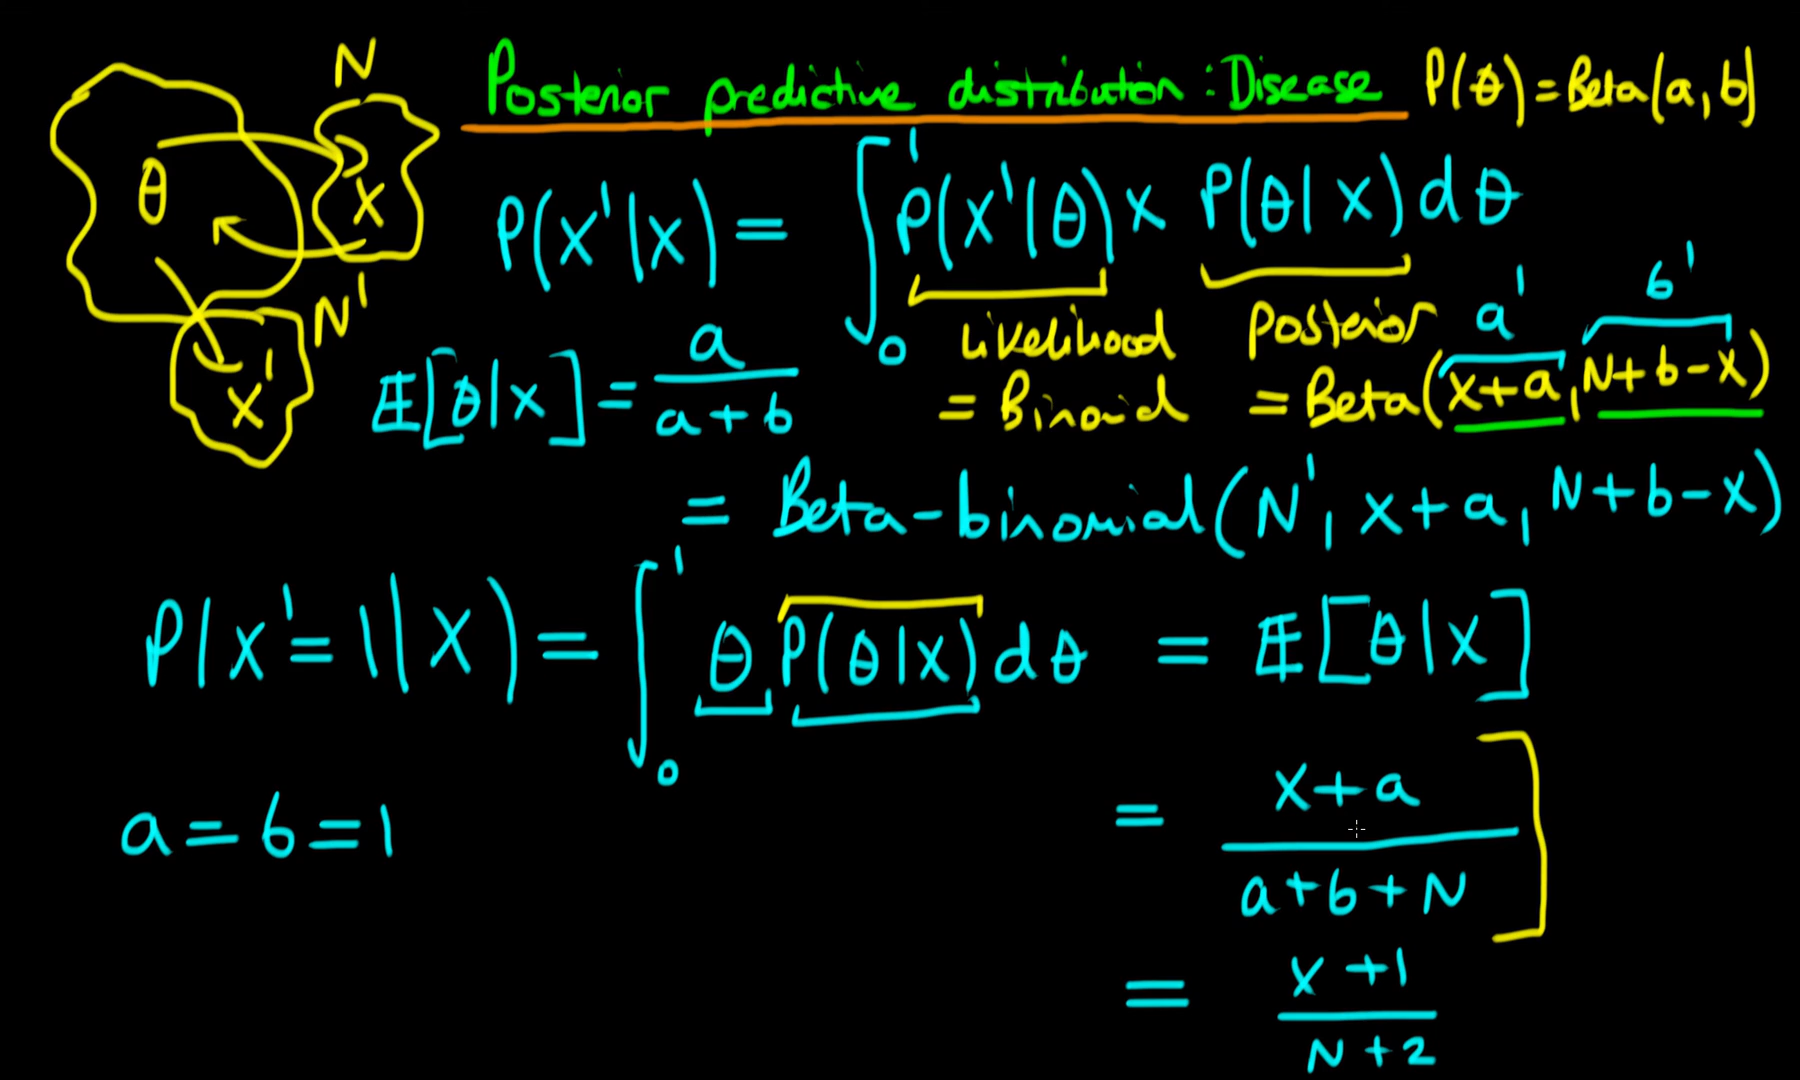 Posterior predictive distribution : Disease P(θ) = Beta(a, b)
N
θ
X
N'
X'
P(X'|X) = ∫₀¹ P(X'|θ) x P(θ|X) dθ
Likelihood
= Binomial
Posterior
a' b'
= Beta(X+a, N+b-X)
E[θ|X] = a/(a+b)
= Beta-binomial(N', X+a, N+b-X)
P(X'=1|X) = ∫₀¹ θ P(θ|X) dθ = E[θ|X]
= (X+a)/(a+b+N)
a = b = 1
= (X+1)/(N+2)